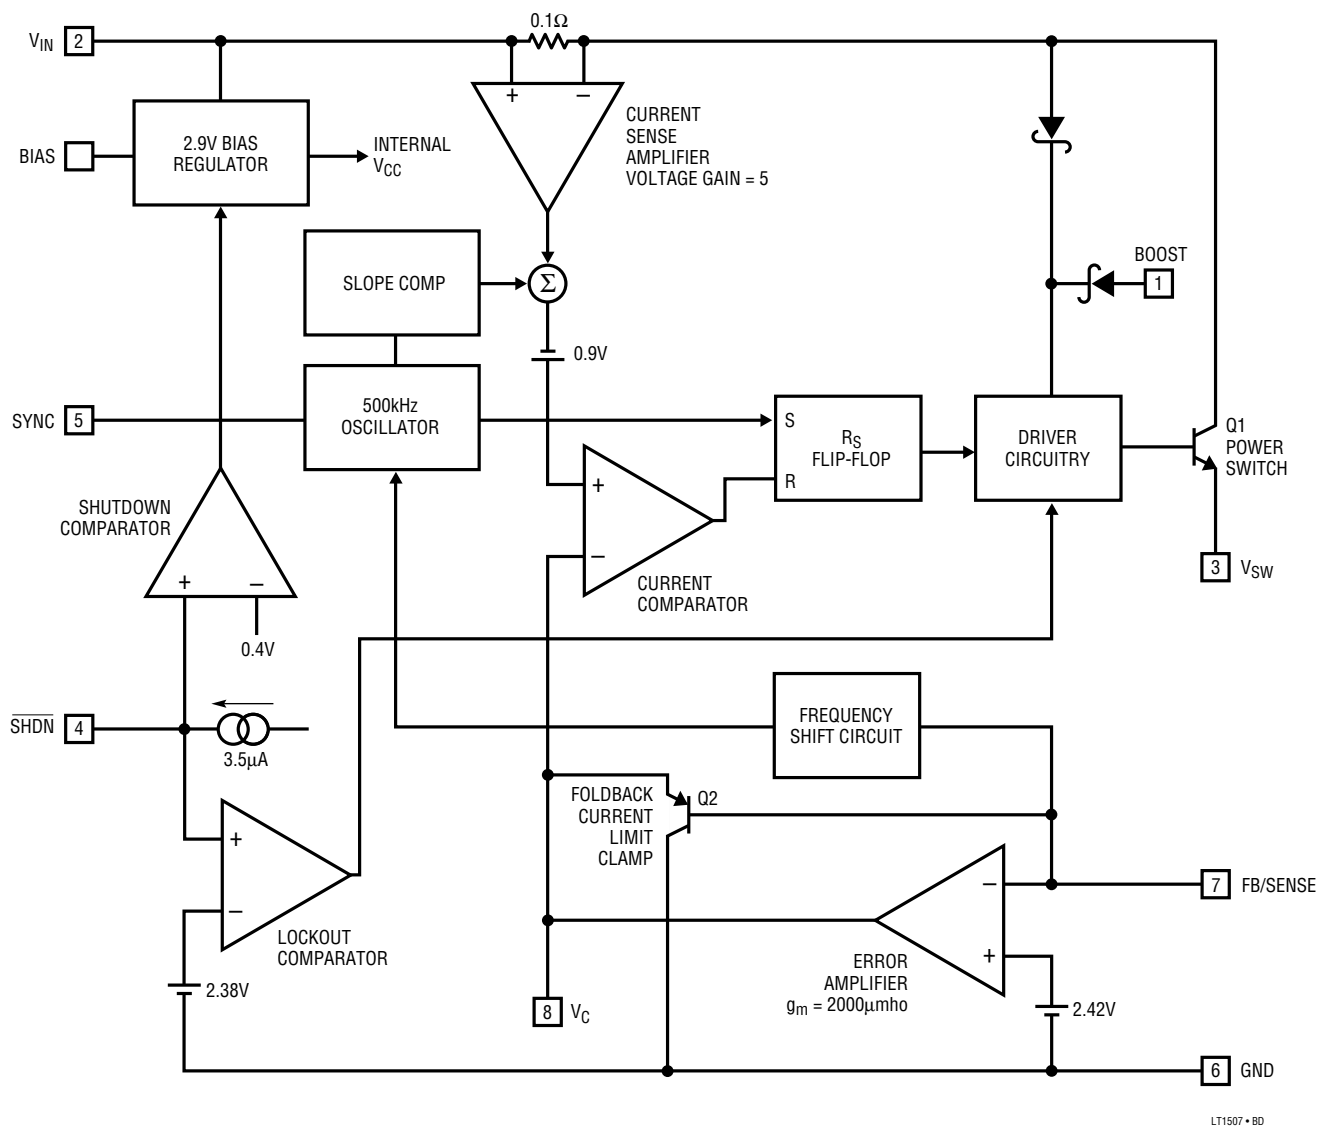 0.1Ω
VIN 2
+ −
2.9V BIAS
REGULATOR
BIAS
INTERNAL
VCC
CURRENT
SENSE
AMPLIFIER
VOLTAGE GAIN = 5
SLOPE COMP
Σ
BOOST
1
0.9V
SYNC 5
500kHz
OSCILLATOR
S
R
RS
FLIP-FLOP
DRIVER
CIRCUITRY
Q1
POWER
SWITCH
SHUTDOWN
COMPARATOR
+ −
0.4V
+
−
CURRENT
COMPARATOR
3 VSW
SHDN 4
3.5µA
FREQUENCY
SHIFT CIRCUIT
FOLDBACK
CURRENT
LIMIT
CLAMP
Q2
+
−
LOCKOUT
COMPARATOR
2.38V
−
+
7 FB/SENSE
ERROR
AMPLIFIER
gm = 2000µmho
2.42V
8 VC
6 GND
LT1507 • BD